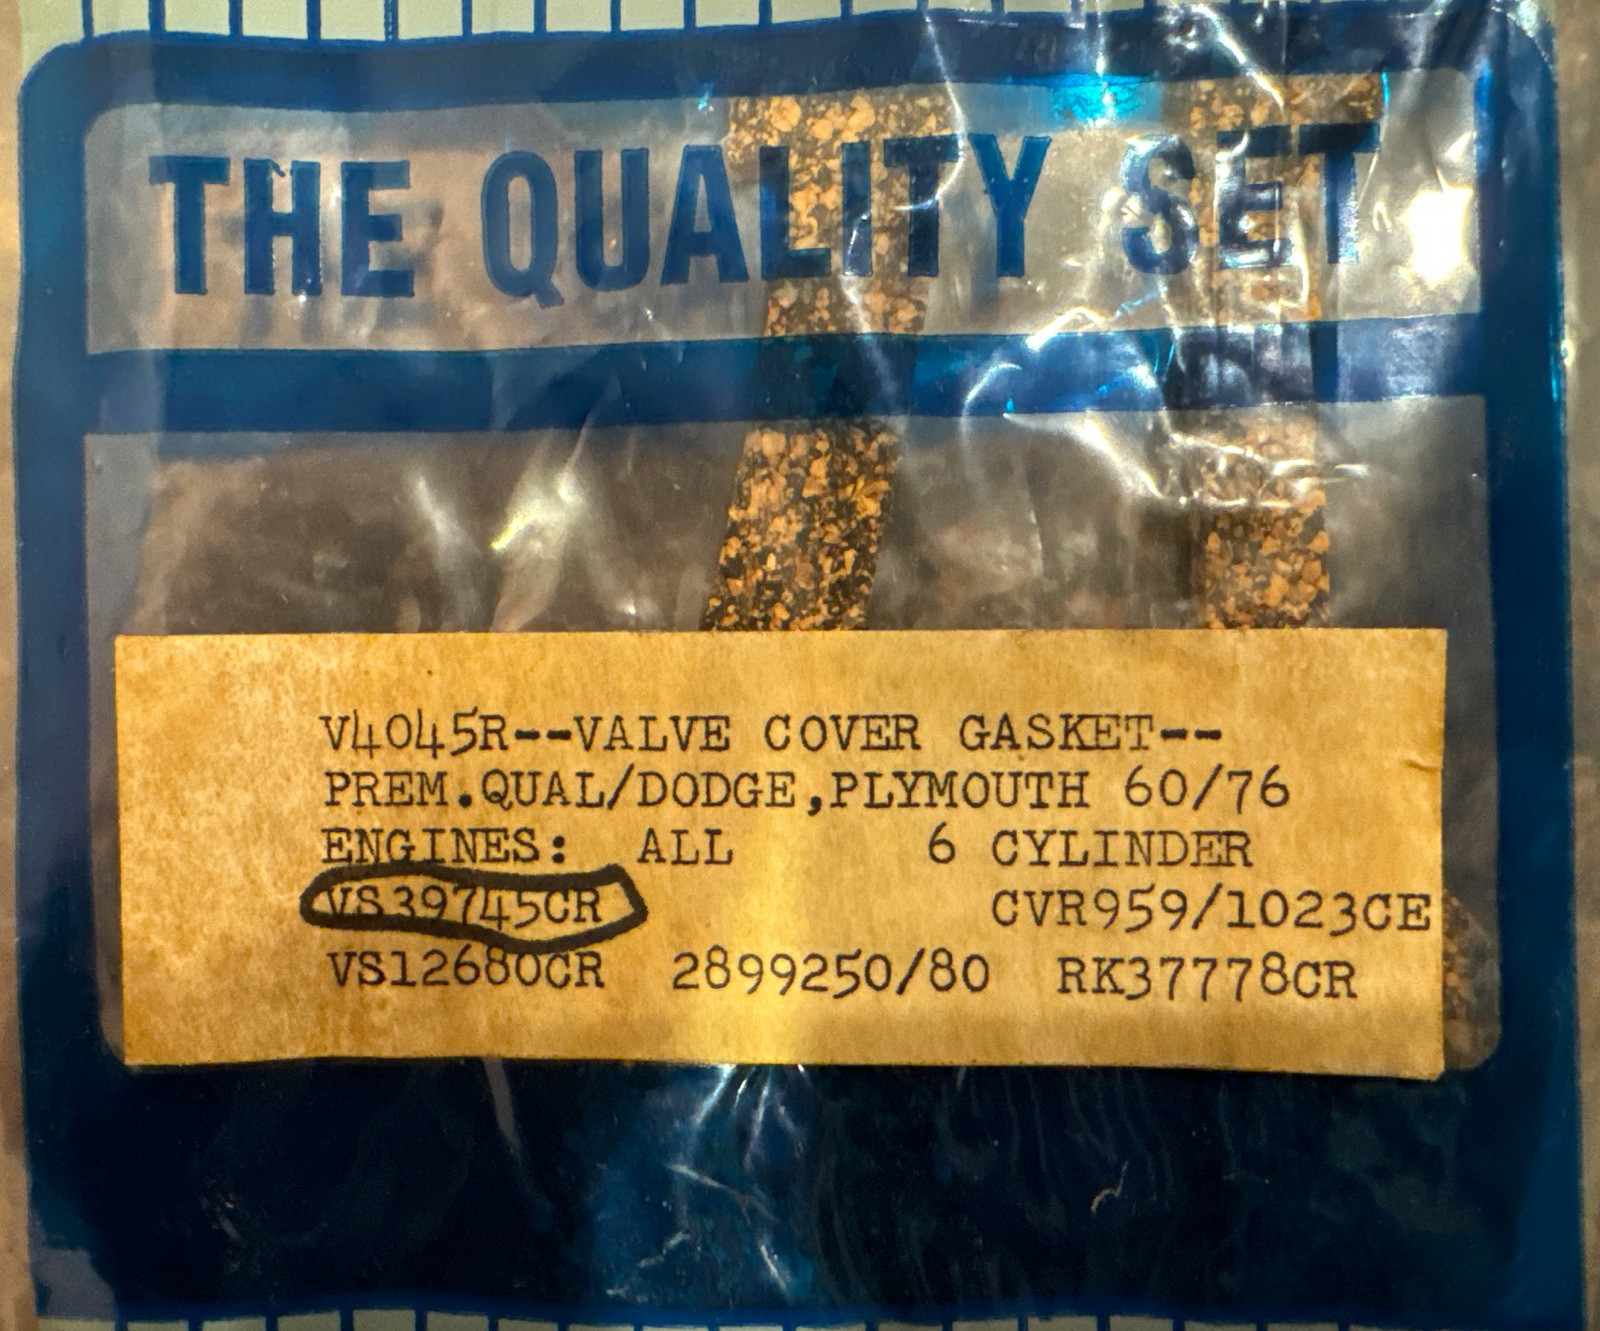 THE QUALITY SET
V4045R--VALVE COVER GASKET--
PREM.QUAL/DODGE,PLYMOUTH 60/76
ENGINES: ALL 6 CYLINDER
VS39745CR CVR959/1023CE
VS12680CR 2899250/80 RK37778CR